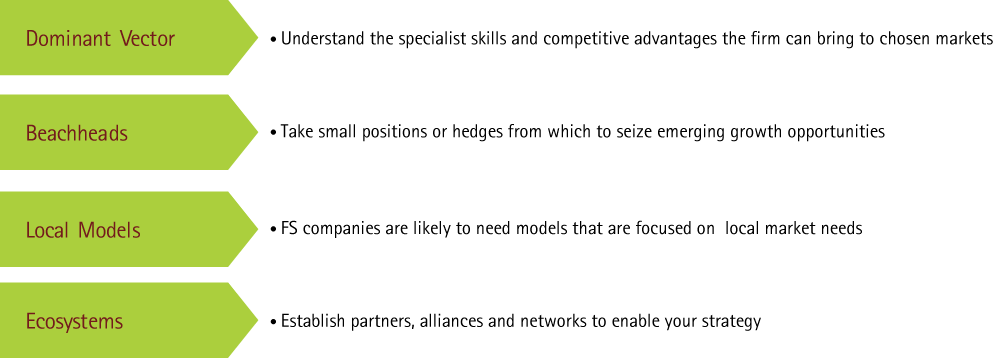 Dominant Vector
• Understand the specialist skills and competitive advantages the firm can bring to chosen markets
Beachheads
• Take small positions or hedges from which to seize emerging growth opportunities
Local Models
• FS companies are likely to need models that are focused on  local market needs
Ecosystems
• Establish partners, alliances and networks to enable your strategy